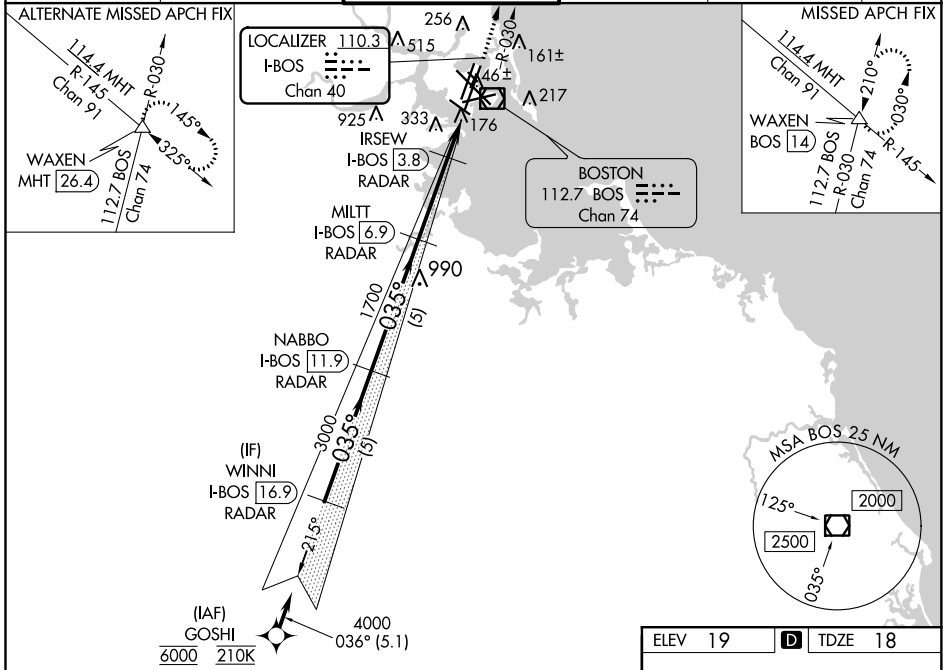 ALTERNATE MISSED APCH FIX
114.4 MHT
R-145
Chan 91
R-030
145°
325°
WAXEN
MHT 26.4
112.7 BOS
Chan 74
LOCALIZER 110.3
I-BOS
Chan 40
256
515
R-030
161±
46±
217
925
333
176
MISSED APCH FIX
114.4 MHT
Chan 91
210°
030°
WAXEN
BOS 14
R-145
112.7 BOS
R-030
Chan 74
IRSEW
I-BOS 3.8
RADAR
BOSTON
112.7 BOS
Chan 74
MILTT
I-BOS 6.9
RADAR
990
1700
035°
(5)
NABBO
I-BOS 11.9
RADAR
3000
035°
(5)
(IF)
WINNI
I-BOS 16.9
RADAR
215°
MSA BOS 25 NM
125°
2000
2500
035°
(IAF)
GOSHI
6000 210K
4000
036° (5.1)
ELEV 19 D TDZE 18